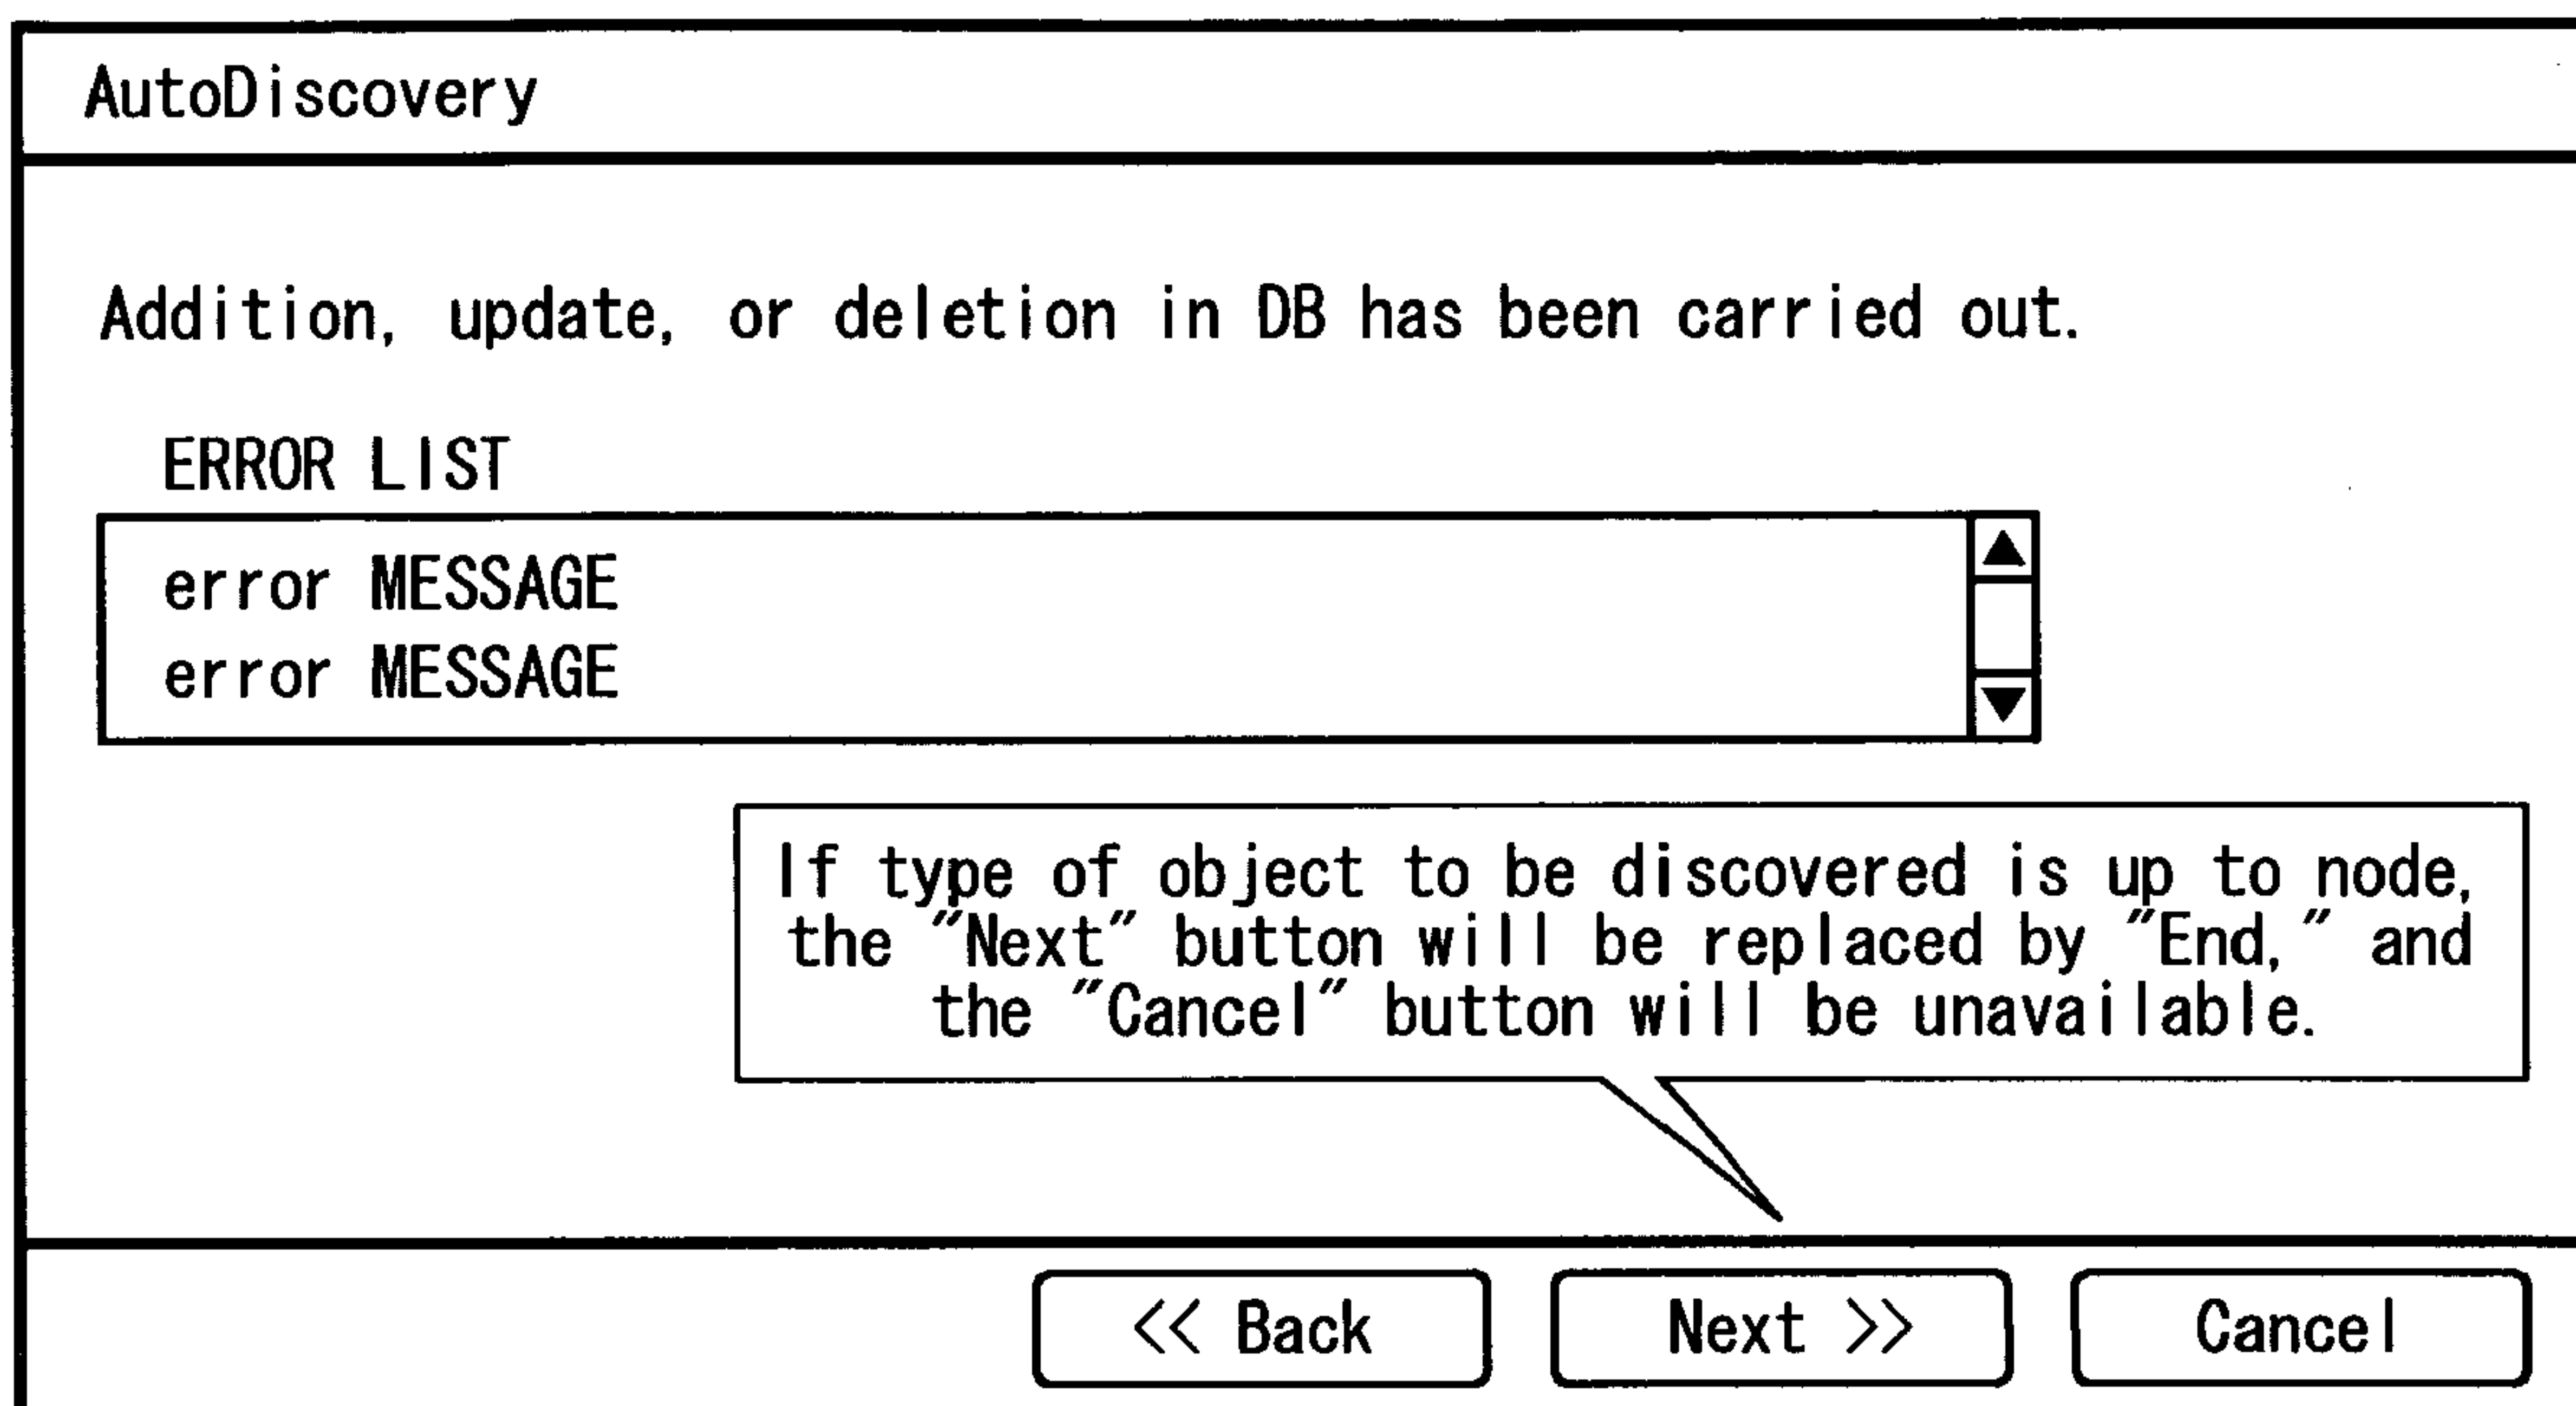 AutoDiscovery
Addition, update, or deletion in DB has been carried out.
ERROR LIST
error MESSAGE
error MESSAGE
If type of object to be discovered is up to node,
the "Next" button will be replaced by "End," and
the "Cancel" button will be unavailable.
<< Back
Next >>
Cancel